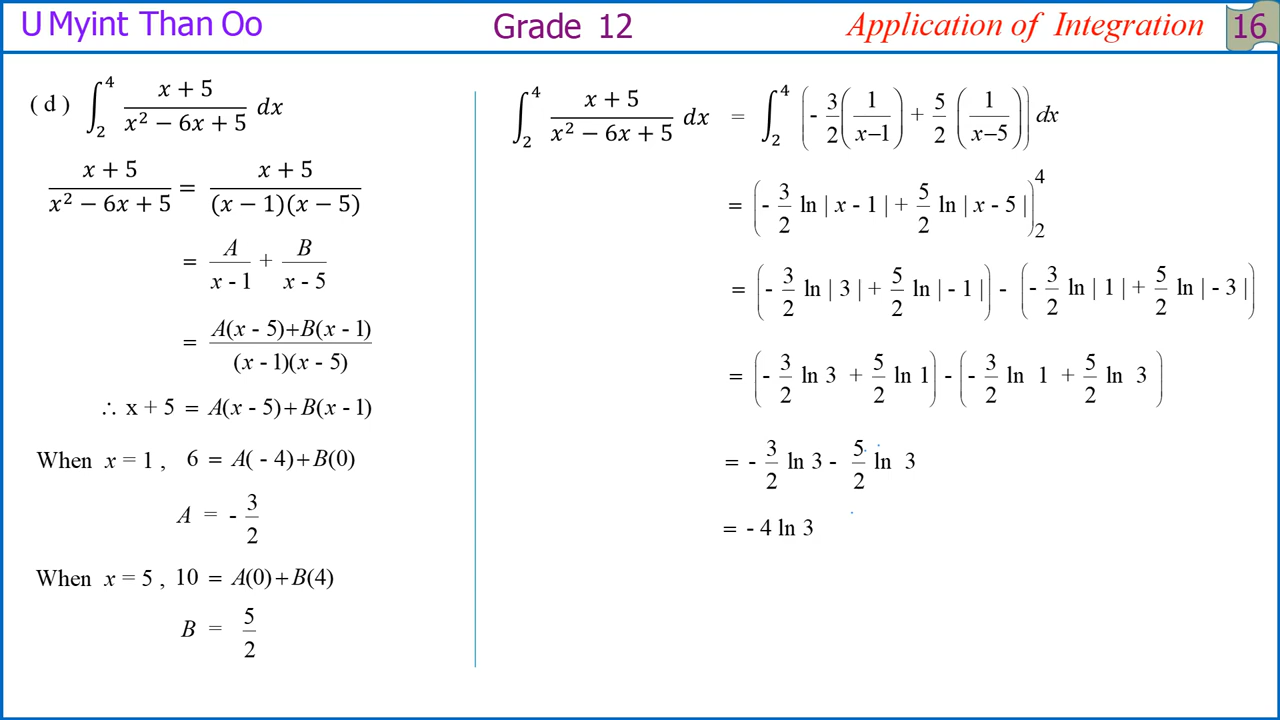 U Myint Than Oo Grade 12 Application of Integration 16
( d ) ∫₂⁴ (x + 5)/(x² − 6x + 5) dx
(x + 5)/(x² − 6x + 5) = (x + 5)/((x − 1)(x − 5))
= A/(x - 1) + B/(x - 5)
= (A(x - 5)+B(x - 1))/((x - 1)(x - 5))
∴ x + 5 = A(x - 5)+B(x - 1)
When x = 1 , 6 = A( - 4)+B(0)
A = - 3/2
When x = 5 , 10 = A(0)+B(4)
B = 5/2
∫₂⁴ (x + 5)/(x² − 6x + 5) dx = ∫₂⁴ (- 3/2 (1/(x−1)) + 5/2 (1/(x−5))) dx
= (- 3/2 ln | x - 1 | + 5/2 ln | x - 5 |)₂⁴
= (- 3/2 ln | 3 | + 5/2 ln | - 1 |) - (- 3/2 ln | 1 | + 5/2 ln | - 3 |)
= (- 3/2 ln 3 + 5/2 ln 1) - (- 3/2 ln 1 + 5/2 ln 3)
= - 3/2 ln 3 - 5/2 ln 3
= - 4 ln 3